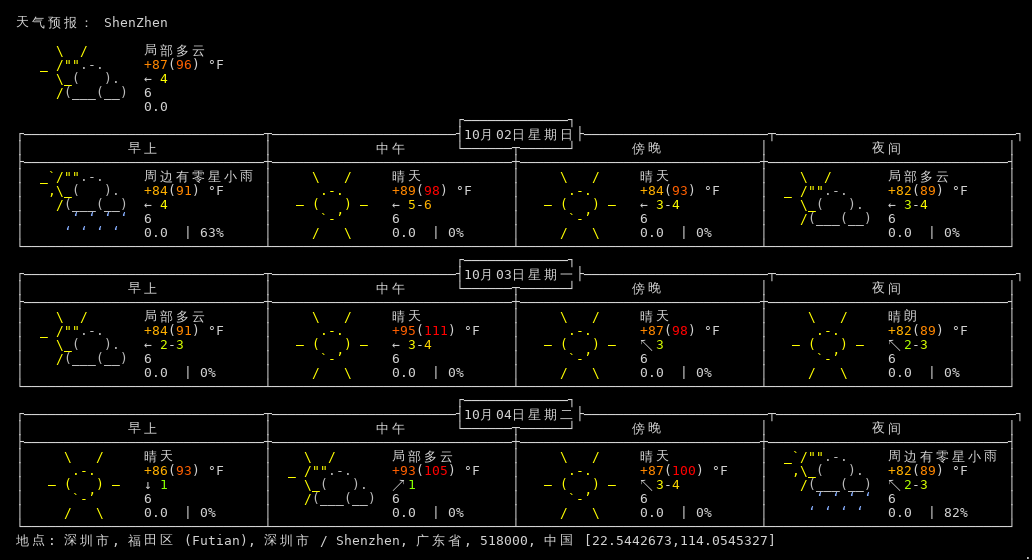 天气预报： ShenZhen
局部多云
+87(96) °F
← 4
6
0.0
10月02日星期日
早上 中午 傍晚 夜间
周边有零星小雨 晴天 晴天 局部多云
+84(91) °F +89(98) °F +84(93) °F +82(89) °F
← 4 ← 5-6 ← 3-4 ← 3-4
6 6 6 6
0.0 | 63% 0.0 | 0% 0.0 | 0% 0.0 | 0%
10月03日星期一
早上 中午 傍晚 夜间
局部多云 晴天 晴天 晴朗
+84(91) °F +95(111) °F +87(98) °F +82(89) °F
← 2-3 ← 3-4 ↖ 3 ↖ 2-3
6 6 6 6
0.0 | 0% 0.0 | 0% 0.0 | 0% 0.0 | 0%
10月04日星期二
早上 中午 傍晚 夜间
晴天 局部多云 晴天 周边有零星小雨
+86(93) °F +93(105) °F +87(100) °F +82(89) °F
↓ 1 ↗ 1 ↖ 3-4 ↖ 2-3
6 6 6 6
0.0 | 0% 0.0 | 0% 0.0 | 0% 0.0 | 82%
地点: 深圳市, 福田区 (Futian), 深圳市 / Shenzhen, 广东省, 518000, 中国 [22.5442673,114.0545327]